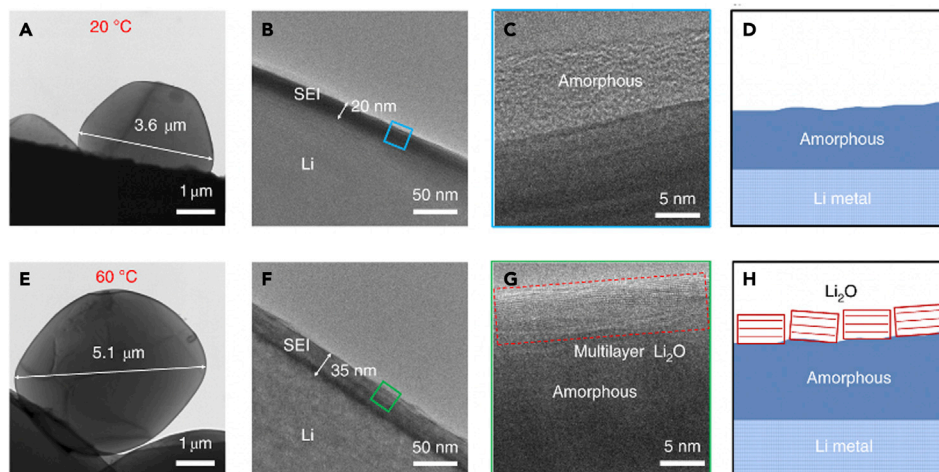 A
20 °C
3.6 μm
1 μm
B
SEI
20 nm
Li
50 nm
C
Amorphous
5 nm
D
Amorphous
Li metal
E
60 °C
5.1 μm
1 μm
F
SEI
35 nm
Li
50 nm
G
Multilayer Li₂O
Amorphous
5 nm
H
Li₂O
Amorphous
Li metal